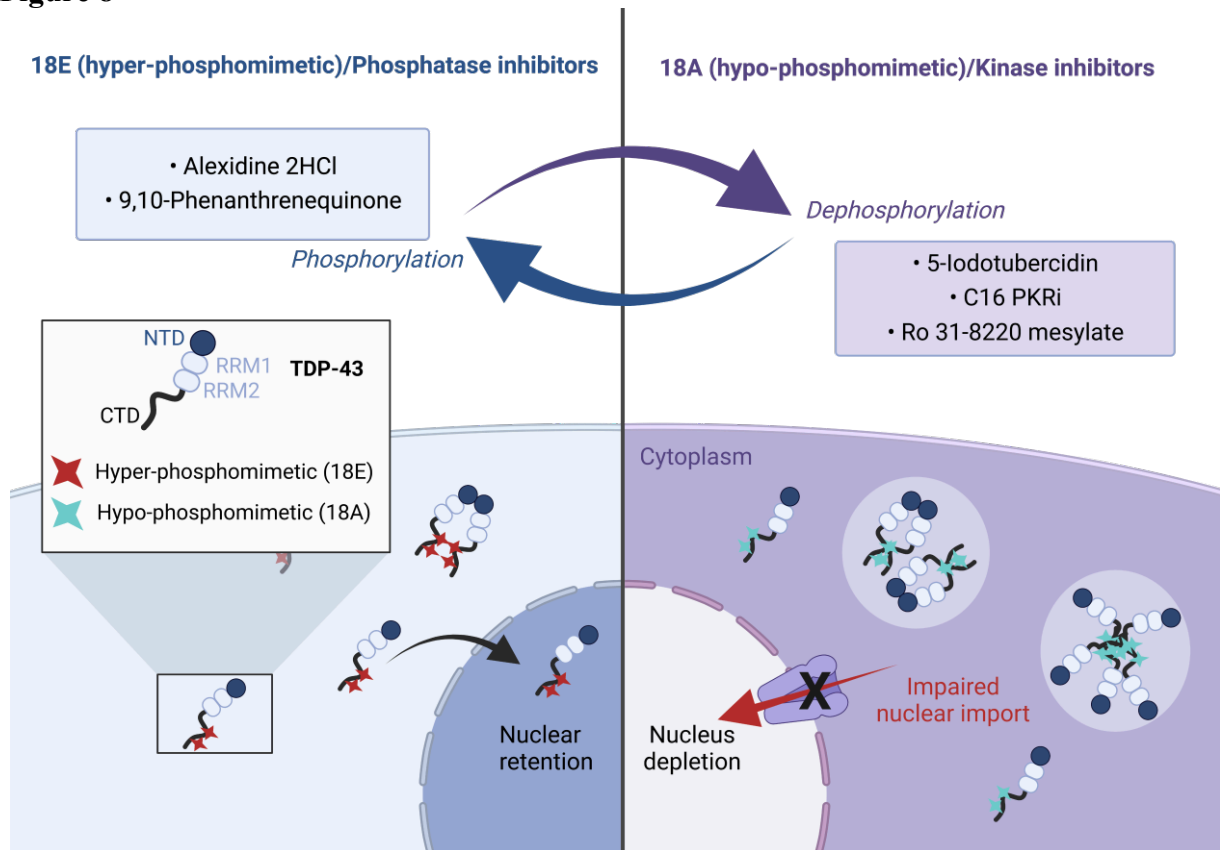 18E (hyper-phosphomimetic)/Phosphatase inhibitors
18A (hypo-phosphomimetic)/Kinase inhibitors
• Alexidine 2HCl
• 9,10-Phenanthrenequinone
Phosphorylation
Dephosphorylation
• 5-Iodotubercidin
• C16 PKRi
• Ro 31-8220 mesylate
NTD
RRM1
RRM2
TDP-43
CTD
Hyper-phosphomimetic (18E)
Hypo-phosphomimetic (18A)
Cytoplasm
X
Impaired
nuclear import
Nuclear
retention
Nucleus
depletion